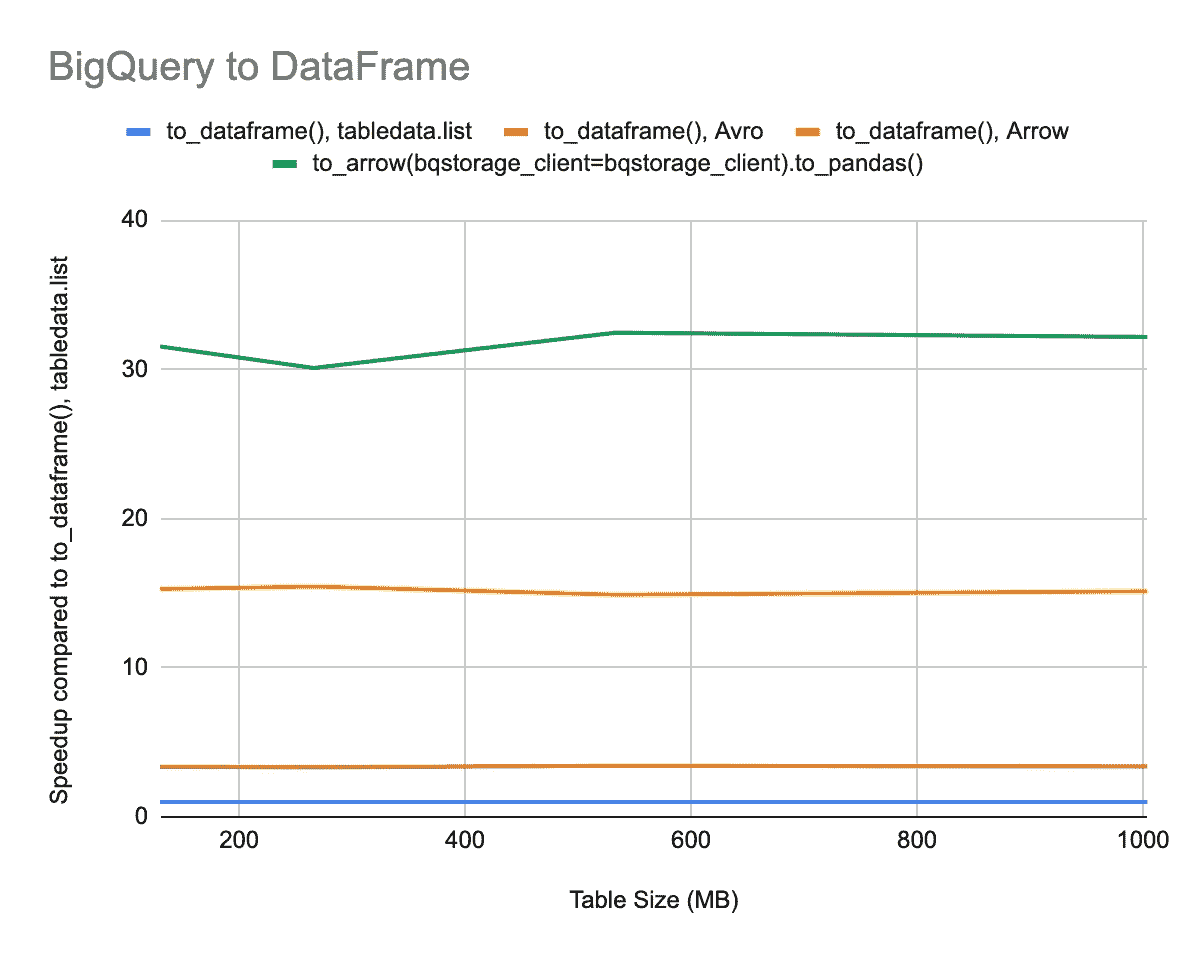 BigQuery to DataFrame
to_dataframe(), tabledata.list to_dataframe(), Avro to_dataframe(), Arrow
to_arrow(bqstorage_client=bqstorage_client).to_pandas()
Speedup compared to to_dataframe(), tabledata.list
40
30
20
10
0
200 400 600 800 1000
Table Size (MB)